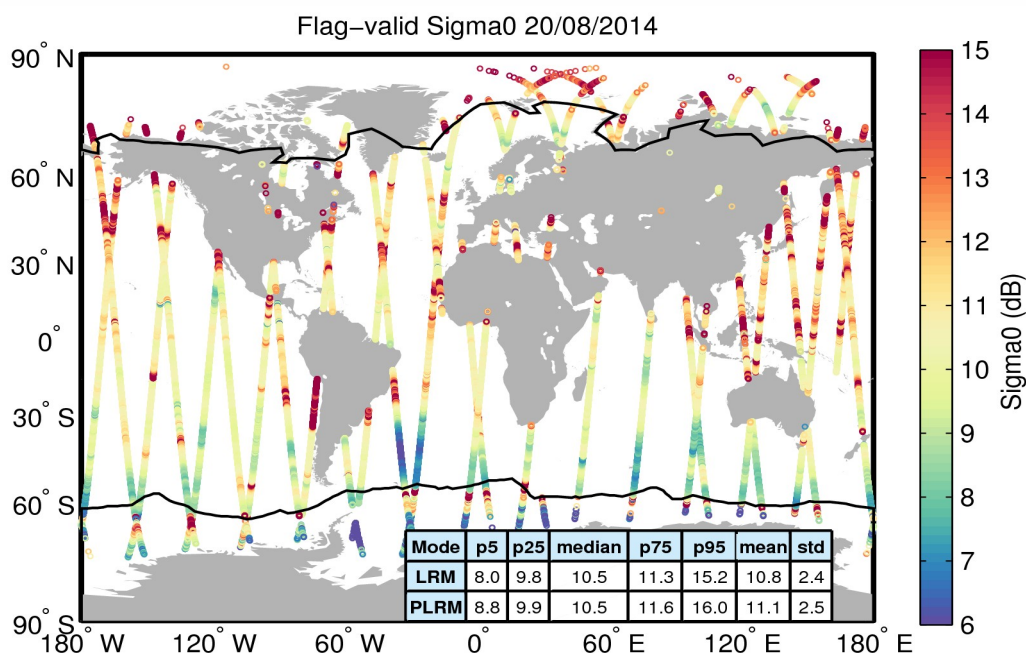 Flag-valid Sigma0 20/08/2014
90° N
60° N
30° N
0°
30° S
60° S
90° S
180° W
120° W
60° W
0°
60° E
120° E
180° E
Mode p5 p25 median p75 p95 mean std
LRM 8.0 9.8 10.5 11.3 15.2 10.8 2.4
PLRM 8.8 9.9 10.5 11.6 16.0 11.1 2.5
15
14
13
12
11
10
9
8
7
6
Sigma0 (dB)